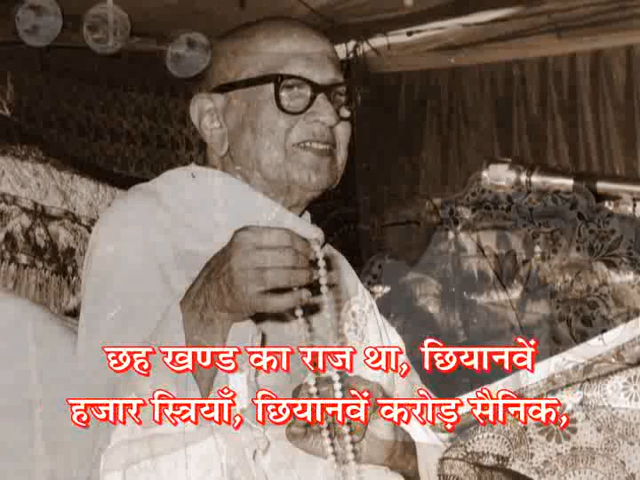 छह खण्ड का राज था, छियानवें
हजार स्त्रियाँ, छियानवें करोड़ सैनिक,